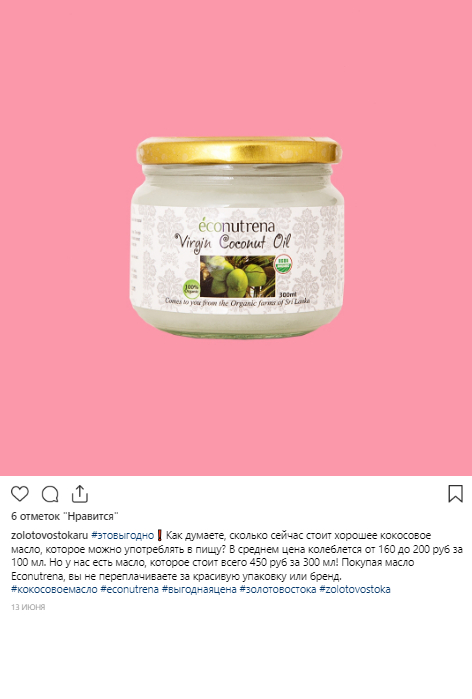 éconutrena
Virgin Coconut Oil
100%
Organic
USDA
ORGANIC
300ml
Comes to you from the Organic farms of Sri Lanka
6 отметок "Нравится"
zolotovostokaru #этовыгодно❗Как думаете, сколько сейчас стоит хорошее кокосовое
масло, которое можно употреблять в пищу? В среднем цена колеблется от 160 до 200 руб за
100 мл. Но у нас есть масло, которое стоит всего 450 руб за 300 мл! Покупая масло
Econutrena, вы не переплачиваете за красивую упаковку или бренд.
#кокосовоемасло #econutrena #выгоднаяцена #золотовостока #zolotovostoka
13 ИЮНЯ